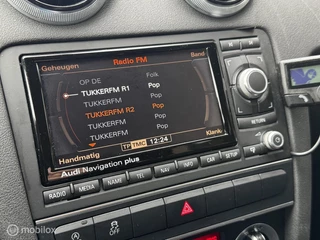 Radio FM
Geheugen
Band
OP DE Folk
TUKKERFM R1 Pop
TUKKERFM Pop
TUKKERFM R2 Pop
TUKKERFM Pop
TUKKERFM Pop
TP TMC 12:24
Handmatig
Klank
Audi Navigation plus
RETURN
RADIO MEDIA NAME TEL NAV INFO CAR SETUP
© Marktplaats